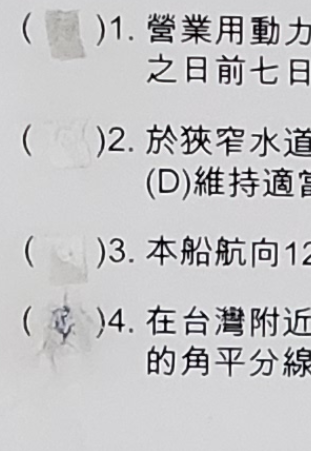 ( )1. 營業用動力
之日前七日
( )2. 於狹窄水道
(D)維持適當
( )3. 本船航向12
( )4. 在台灣附近
的角平分線